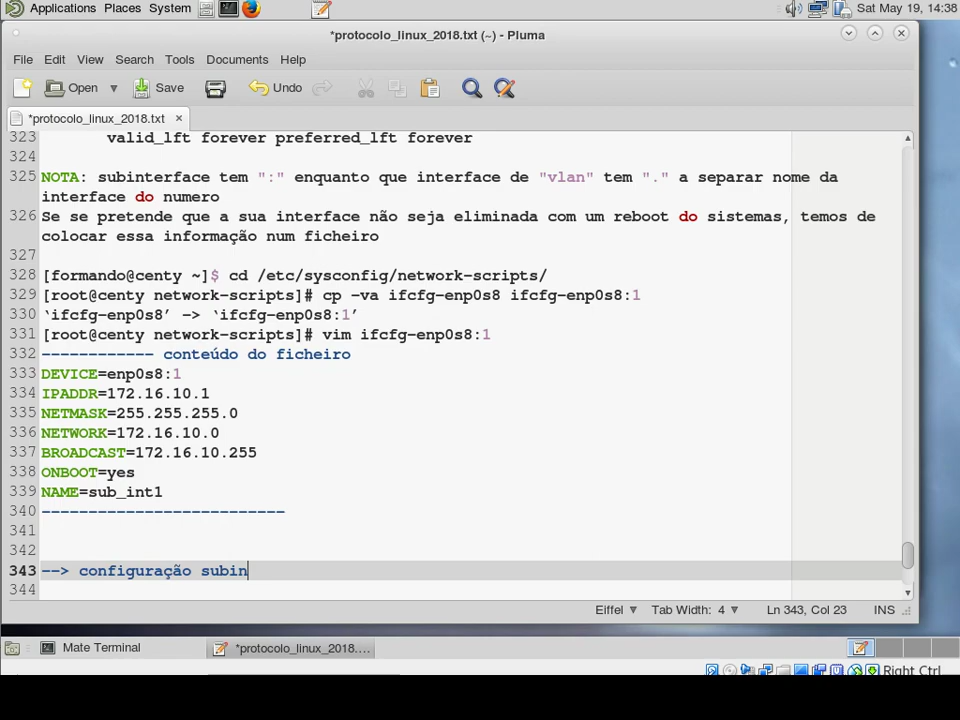 Applications Places System
Sat May 19, 14:38
*protocolo_linux_2018.txt (~) - Pluma
File Edit View Search Tools Documents Help
Open Save Undo
*protocolo_linux_2018.txt ×
323 valid_lft forever preferred_lft forever
324
325 NOTA: subinterface tem ":" enquanto que interface de "vlan" tem "." a separar nome da
interface do numero
326 Se se pretende que a sua interface não seja eliminada com um reboot do sistemas, temos de
colocar essa informação num ficheiro
327
328 [formando@centy ~]$ cd /etc/sysconfig/network-scripts/
329 [root@centy network-scripts]# cp -va ifcfg-enp0s8 ifcfg-enp0s8:1
330 ‘ifcfg-enp0s8’ -> ‘ifcfg-enp0s8:1’
331 [root@centy network-scripts]# vim ifcfg-enp0s8:1
332 ------------ conteúdo do ficheiro
333 DEVICE=enp0s8:1
334 IPADDR=172.16.10.1
335 NETMASK=255.255.255.0
336 NETWORK=172.16.10.0
337 BROADCAST=172.16.10.255
338 ONBOOT=yes
339 NAME=sub_int1
340 --------------------------
341
342
343 --> configuração subin
344
Eiffel Tab Width: 4 Ln 343, Col 23 INS
Mate Terminal *protocolo_linux_2018....
Right Ctrl